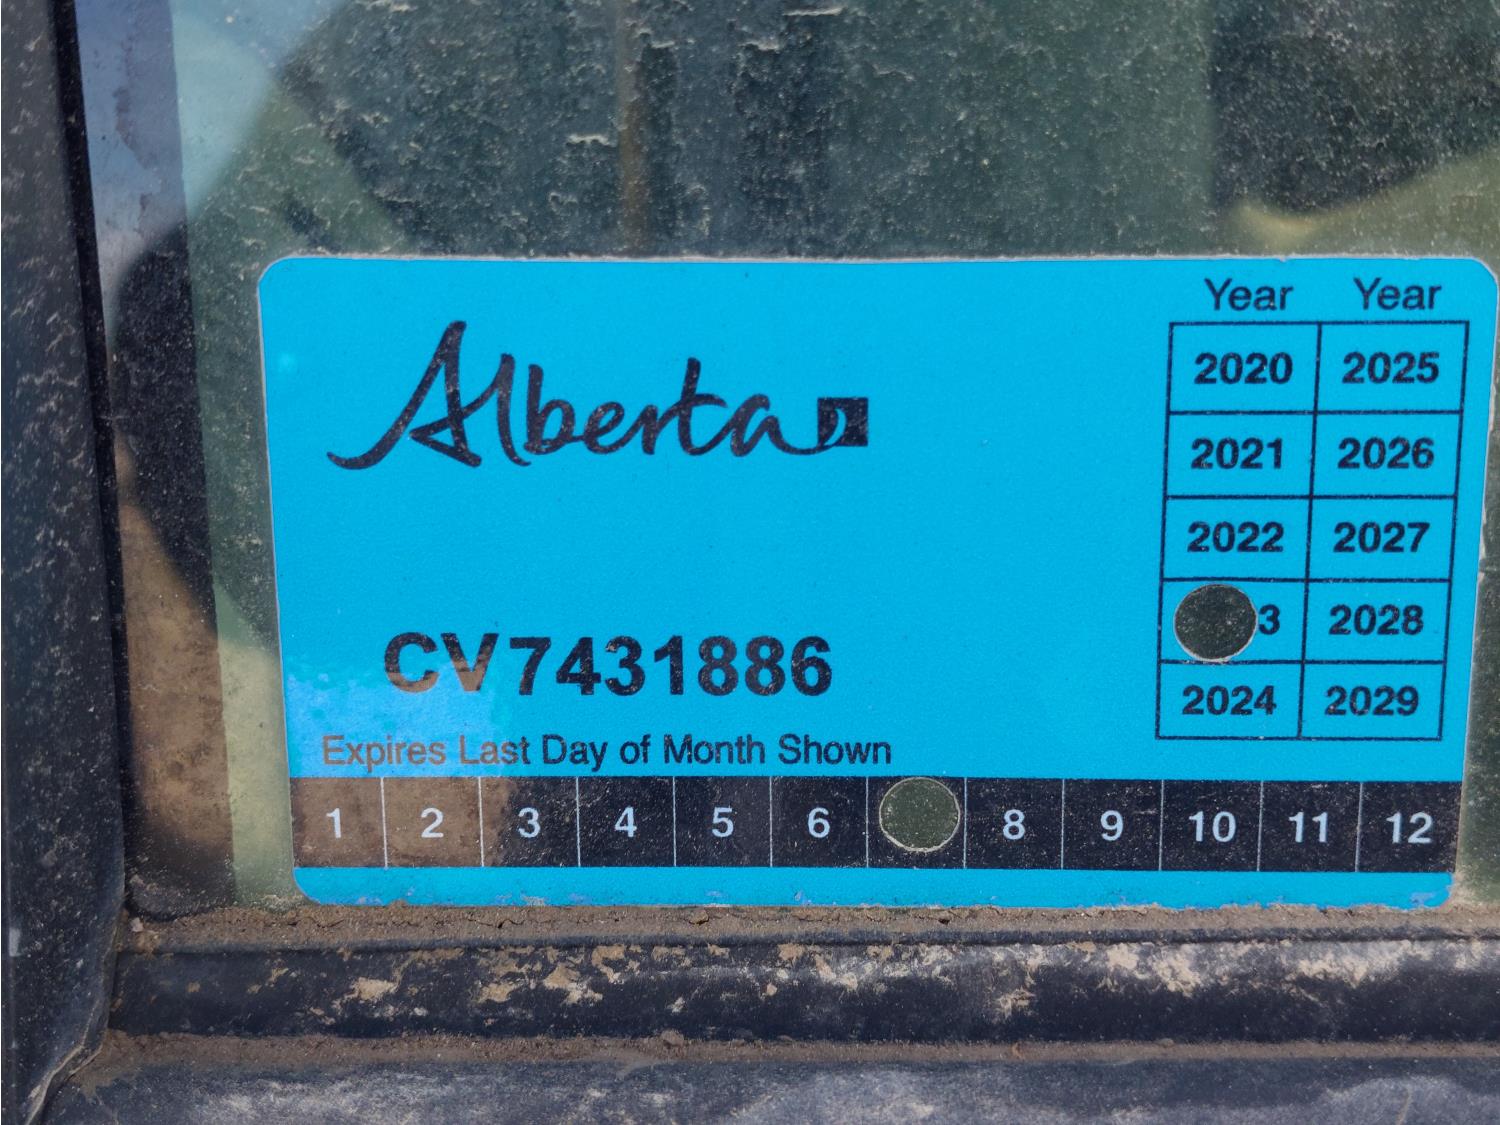 Alberta
Year Year
2020 2025
2021 2026
2022 2027
3 2028
2024 2029
CV7431886
Expires Last Day of Month Shown
1 2 3 4 5 6 8 9 10 11 12